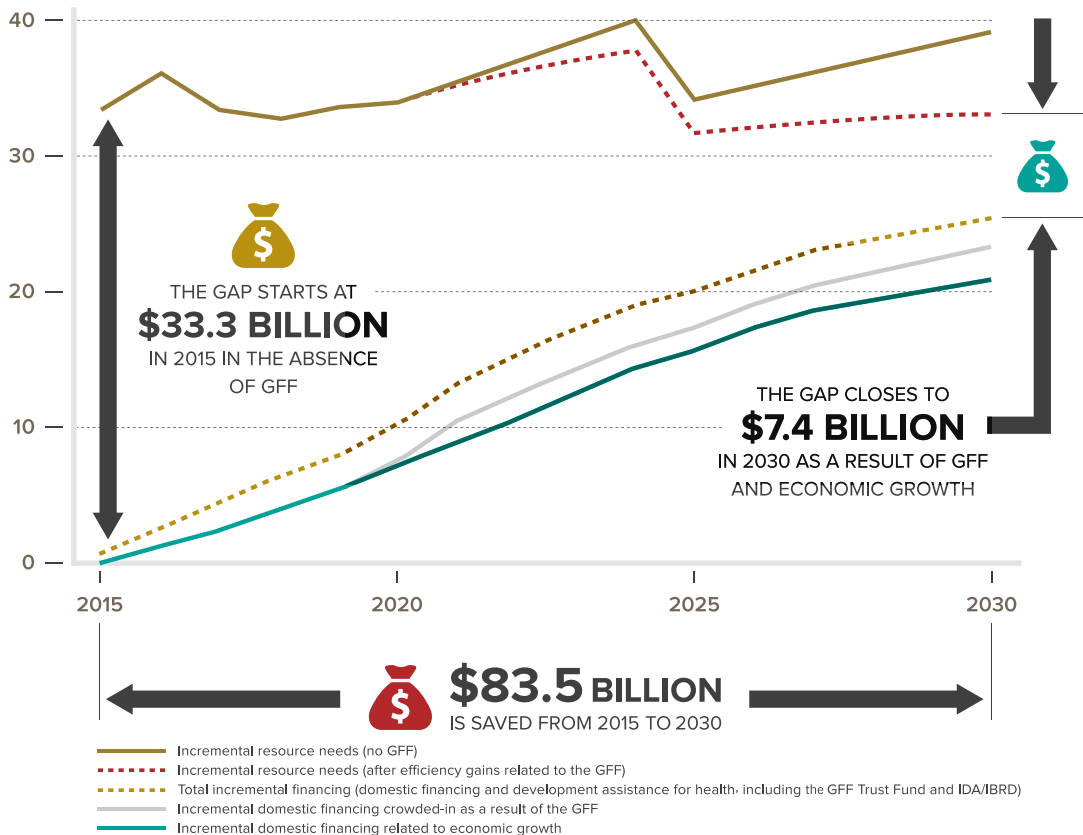 40
30
20
10
0
$
THE GAP STARTS AT
$33.3 BILLION
IN 2015 IN THE ABSENCE
OF GFF
$
THE GAP CLOSES TO
$7.4 BILLION
IN 2030 AS A RESULT OF GFF
AND ECONOMIC GROWTH
2015 2020 2025 2030
$
$83.5 BILLION
IS SAVED FROM 2015 TO 2030
Incremental resource needs (no GFF)
Incremental resource needs (after efficiency gains related to the GFF)
Total incremental financing (domestic financing and development assistance for health, including the GFF Trust Fund and IDA/IBRD)
Incremental domestic financing crowded-in as a result of the GFF
Incremental domestic financing related to economic growth